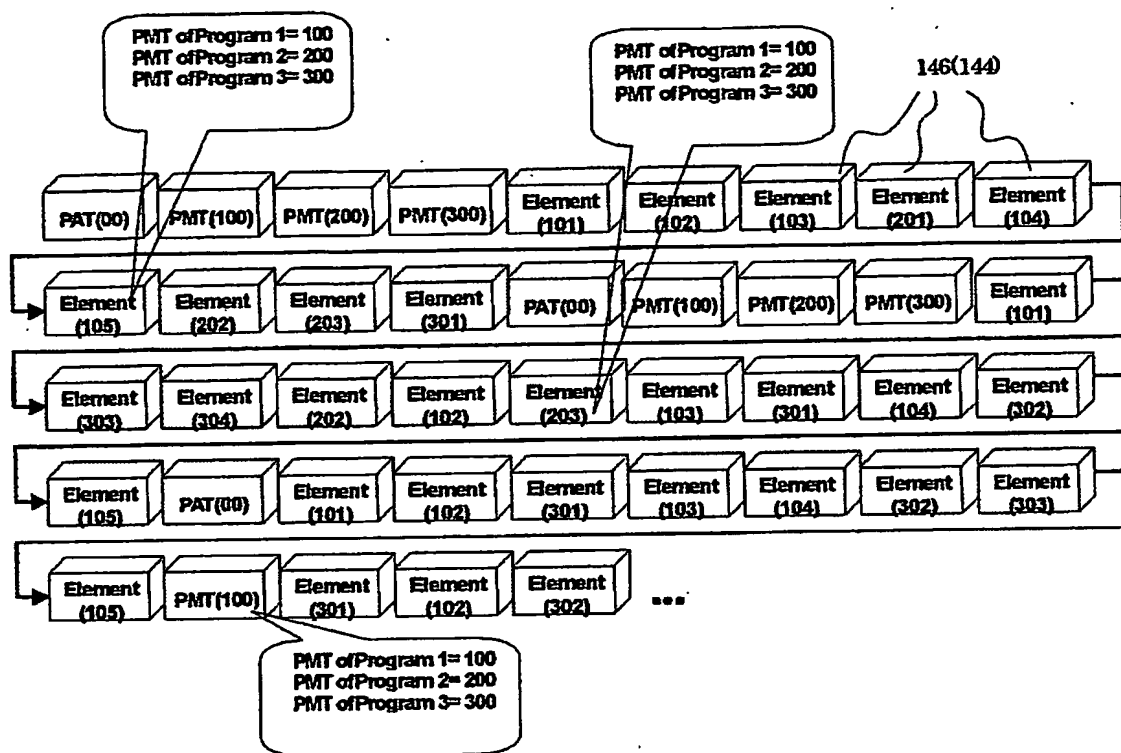 PMT of Program 1= 100
PMT of Program 2= 200
PMT of Program 3= 300
PMT of Program 1= 100
PMT of Program 2= 200
PMT of Program 3= 300
146(144)
PAT(00) PMT(100) PMT(200) PMT(300) Element (101) Element (102) Element (103) Element (201) Element (104)
Element (105) Element (202) Element (203) Element (301) PAT(00) PMT(100) PMT(200) PMT(300) Element (101)
Element (303) Element (304) Element (202) Element (102) Element (203) Element (103) Element (301) Element (104) Element (302)
Element (105) PAT(00) Element (101) Element (102) Element (301) Element (103) Element (104) Element (302) Element (303)
Element (105) PMT(100) Element (301) Element (102) Element (302) ...
PMT of Program 1= 100
PMT of Program 2= 200
PMT of Program 3= 300